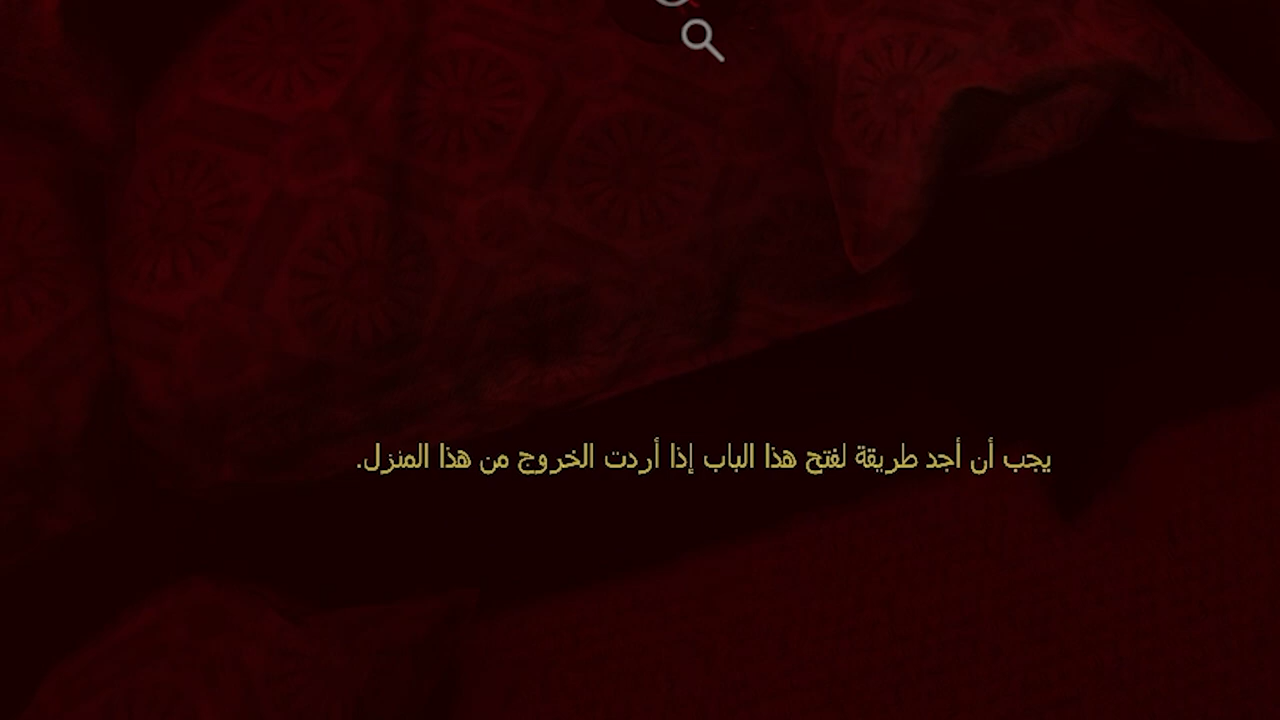 يجب أن أجد طريقة لفتح هذا الباب إذا أردت الخروج من هذا المنزل.